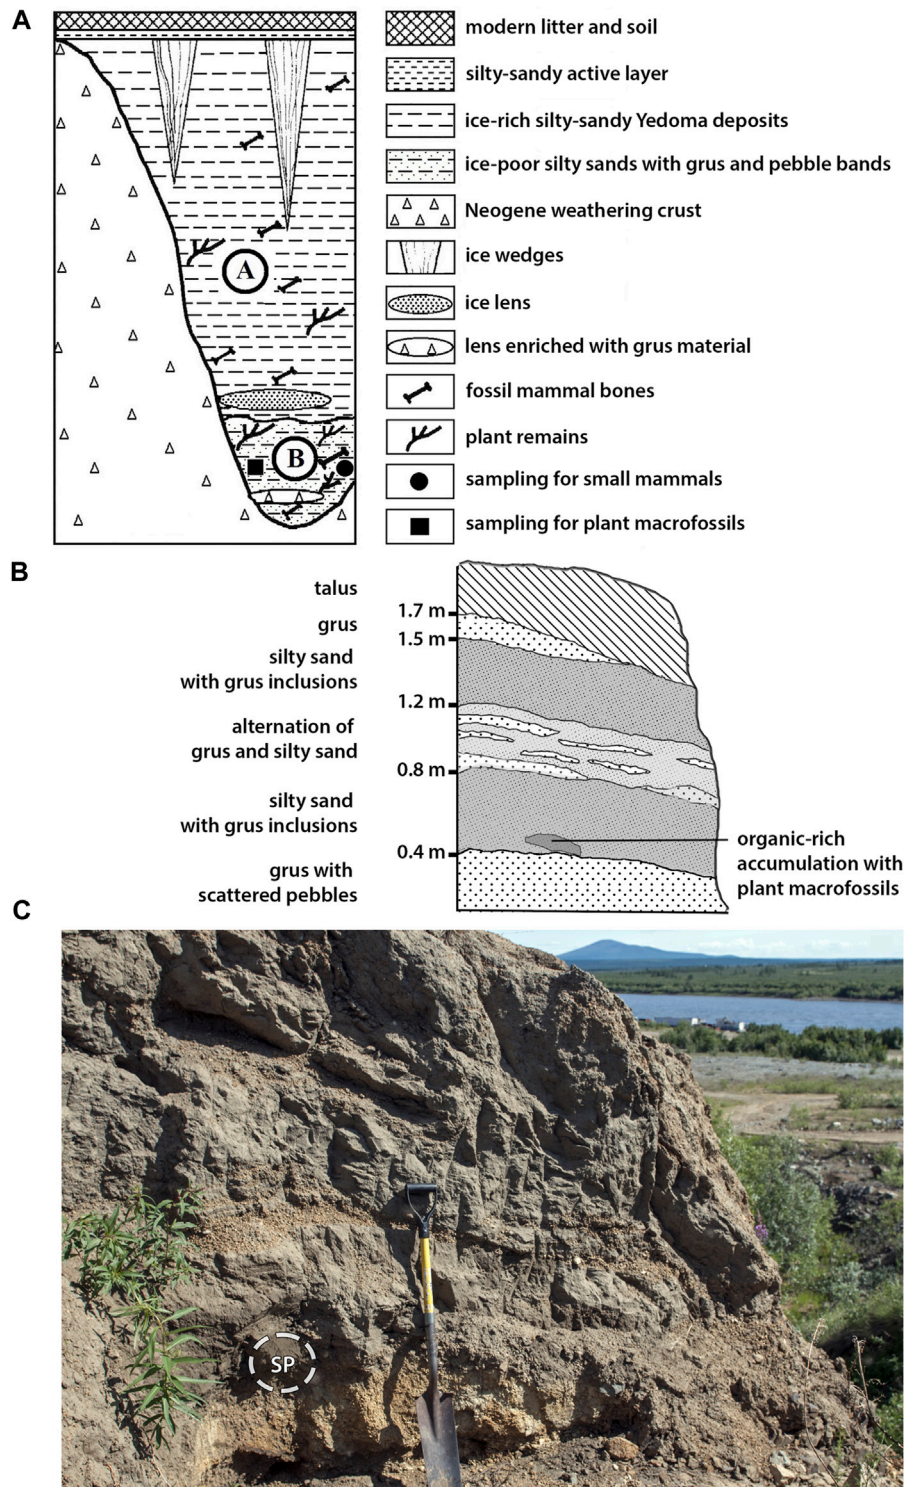 A
modern litter and soil
silty-sandy active layer
ice-rich silty-sandy Yedoma deposits
ice-poor silty sands with grus and pebble bands
Neogene weathering crust
ice wedges
ice lens
lens enriched with grus material
fossil mammal bones
plant remains
sampling for small mammals
sampling for plant macrofossils
A
B
B
talus
grus
silty sand
with grus inclusions
alternation of
grus and silty sand
silty sand
with grus inclusions
grus with
scattered pebbles
1.7 m
1.5 m
1.2 m
0.8 m
0.4 m
organic-rich
accumulation with
plant macrofossils
C
SP